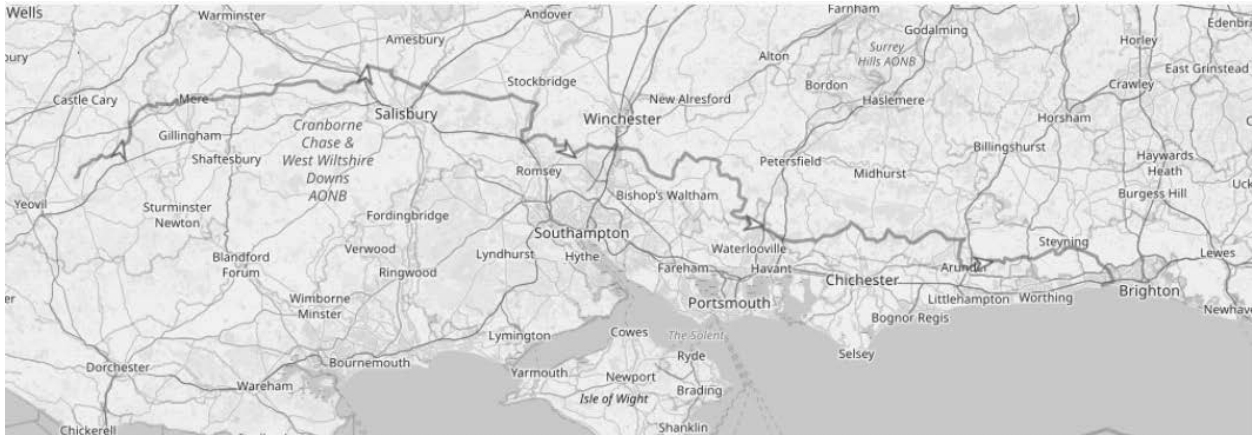 Wells
Warminster
Andover
Farnham
Godalming
Edenbr
bury
Amesbury
Alton
Surrey
Hills AONB
Horley
Stockbridge
Bordon
Crawley
East Grinstead
Castle Cary
Mere
New Alresford
Haslemere
Salisbury
Winchester
Horsham
Gillingham
Cranborne
Chase &
West Wiltshire
Downs
AONB
Shaftesbury
Petersfield
Billingshurst
Haywards
Heath
Romsey
Midhurst
Yeovil
Bishop's Waltham
Burgess Hill
Uck
Sturminster
Newton
Fordingbridge
Southampton
Verwood
Lyndhurst
Hythe
Waterlooville
Steyning
Lewes
Blandford
Forum
Ringwood
Fareham
Havant
Chichester
Arundel
er
Wimborne
Minster
Portsmouth
Littlehampton
Worthing
Brighton
Bognor Regis
Newhave
Lymington
Cowes
The Solent
Selsey
Dorchester
Bournemouth
Ryde
Wareham
Yarmouth
Newport
Brading
Isle of Wight
Chickerell
Shanklin